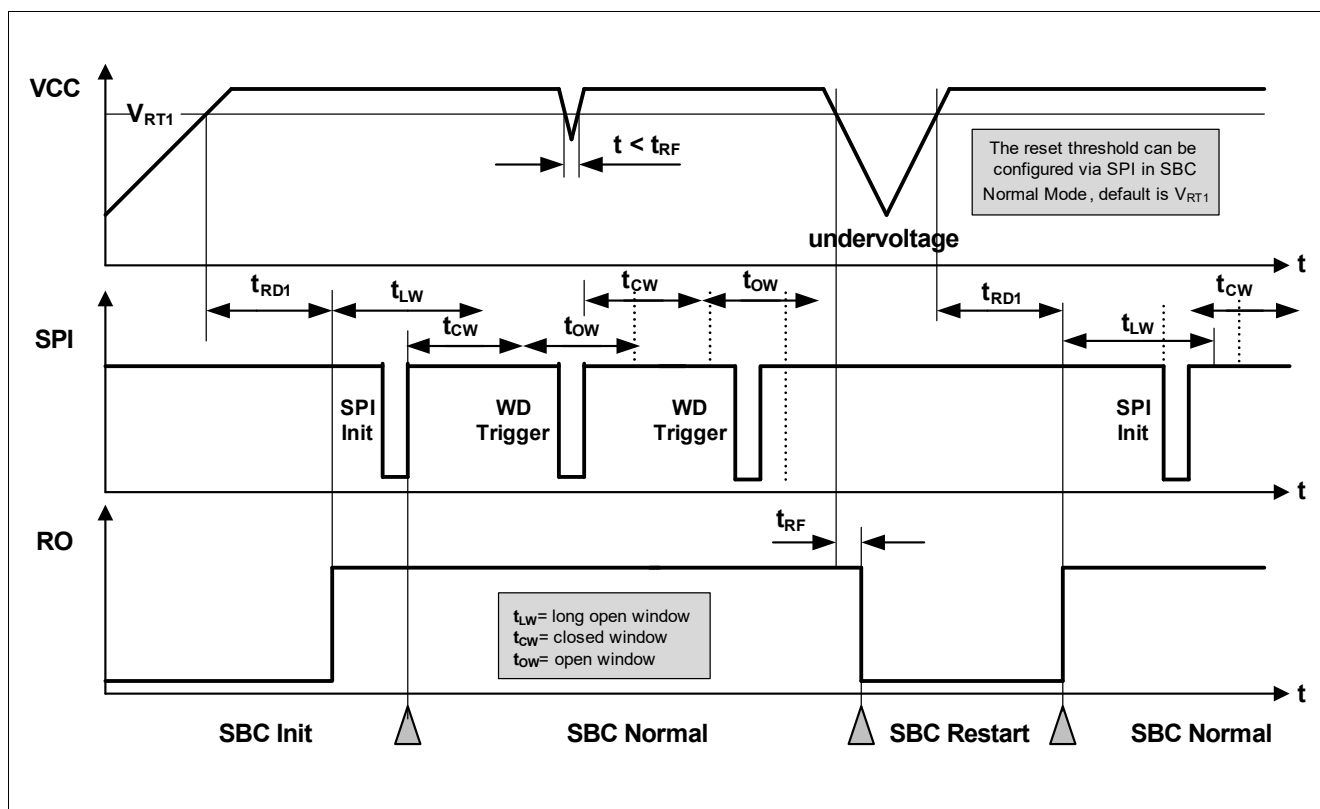 VCC
VRT1
t < tRF
The reset threshold can be
configured via SPI in SBC
Normal Mode, default is VRT1
undervoltage
t
tRD1
tLW
tCW
tOW
tCW
tOW
tRD1
tLW
tCW
SPI
SPI
Init
WD
Trigger
WD
Trigger
SPI
Init
t
RO
tRF
tLW= long open window
tCW= closed window
tOW= open window
t
SBC Init
SBC Normal
SBC Restart
SBC Normal